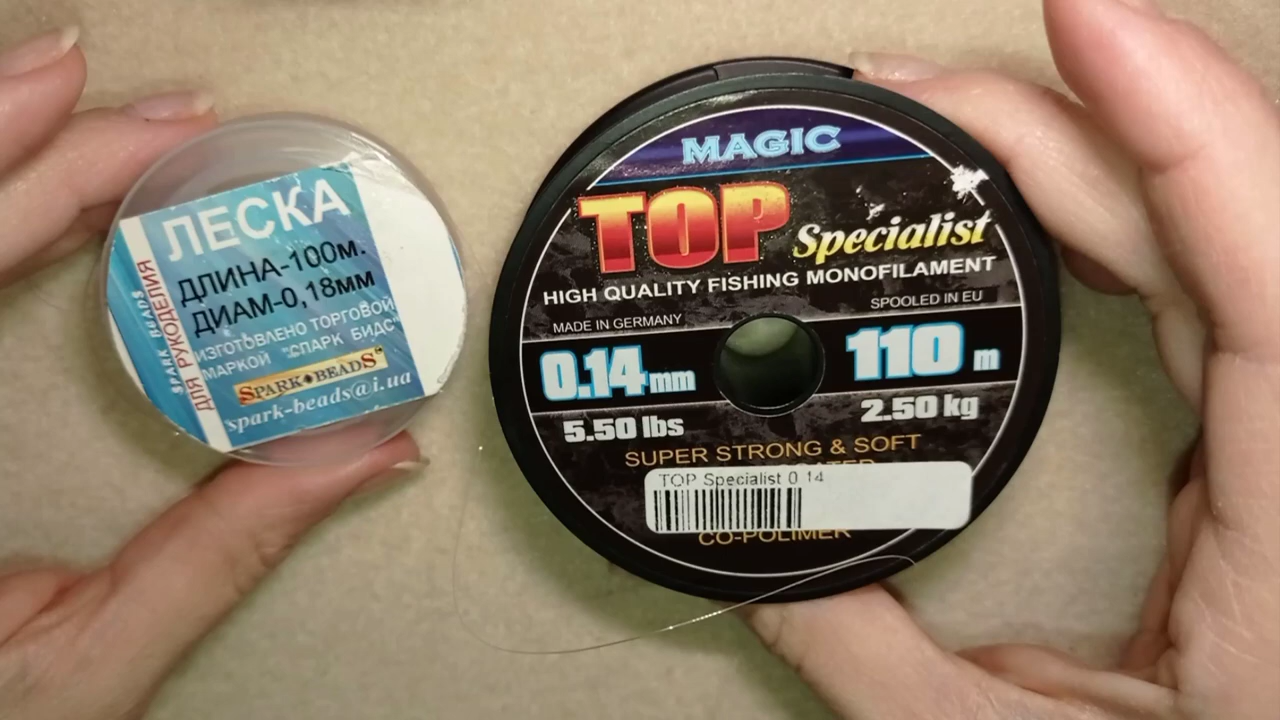 ЛЕСКА
ДЛИНА-100м.
ДИАМ-0,18мм
ИЗГОТОВЛЕНО ТОРГОВОЙ
МАРКОЙ "СПАРК БИДС"
SPARK BEADS
spark-beads@i.ua
SPARK BEADS
ДЛЯ РУКОДЕЛИЯ
MAGIC
TOP Specialist
HIGH QUALITY FISHING MONOFILAMENT
MADE IN GERMANY
SPOOLED IN EU
0.14mm
110 m
5.50 lbs
2.50 kg
SUPER STRONG & SOFT
TOP Specialist 0 14
CO-POLIMER